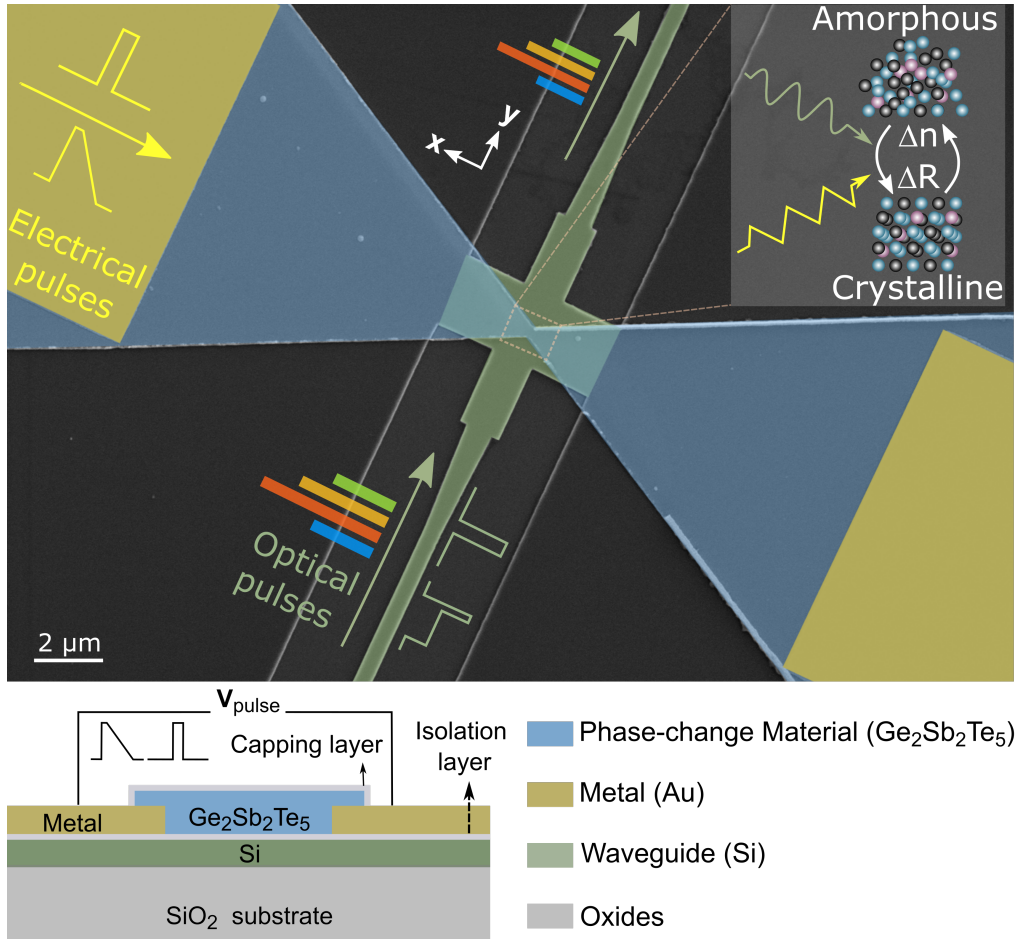 Amorphous
Δn
ΔR
Crystalline
x
y
Electrical
pulses
Optical
pulses
2 μm
Vpulse
Capping layer
Isolation
layer
Metal
Ge₂Sb₂Te₅
Si
SiO₂ substrate
Phase-change Material (Ge₂Sb₂Te₅)
Metal (Au)
Waveguide (Si)
Oxides